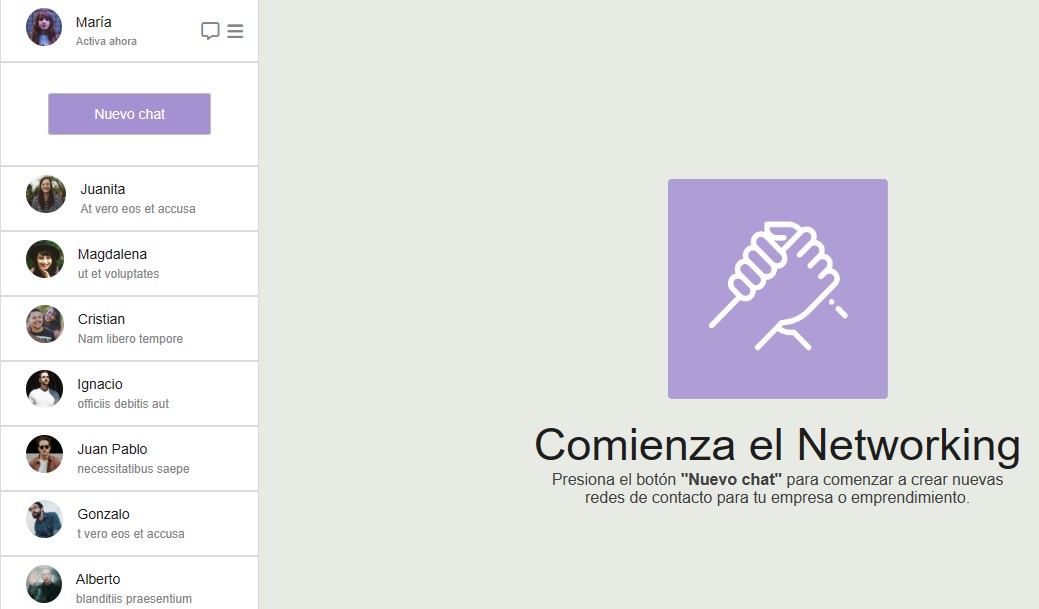 María
Activa ahora
Nuevo chat
Juanita
At vero eos et accusa
Magdalena
ut et voluptates
Cristian
Nam libero tempore
Ignacio
officiis debitis aut
Juan Pablo
necessitatibus saepe
Gonzalo
t vero eos et accusa
Alberto
blanditiis praesentium
Comienza el Networking
Presiona el botón "Nuevo chat" para comenzar a crear nuevas
redes de contacto para tu empresa o emprendimiento.